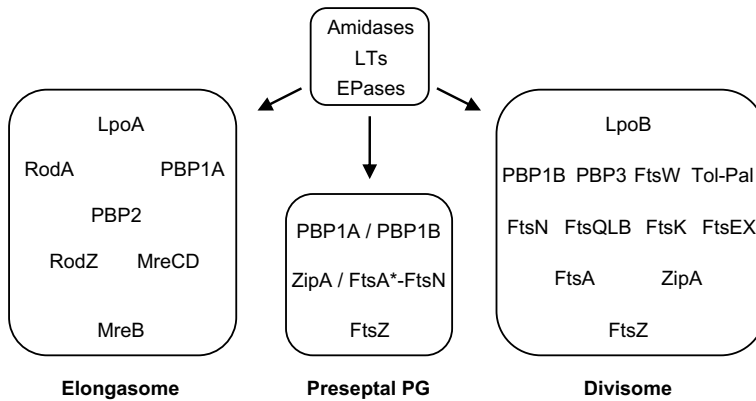 Amidases
LTs
EPases
LpoA
RodA PBP1A
PBP2
RodZ MreCD
MreB
PBP1A / PBP1B
ZipA / FtsA*-FtsN
FtsZ
LpoB
PBP1B PBP3 FtsW Tol-Pal
FtsN FtsQLB FtsK FtsEX
FtsA ZipA
FtsZ
Elongasome Preseptal PG Divisome